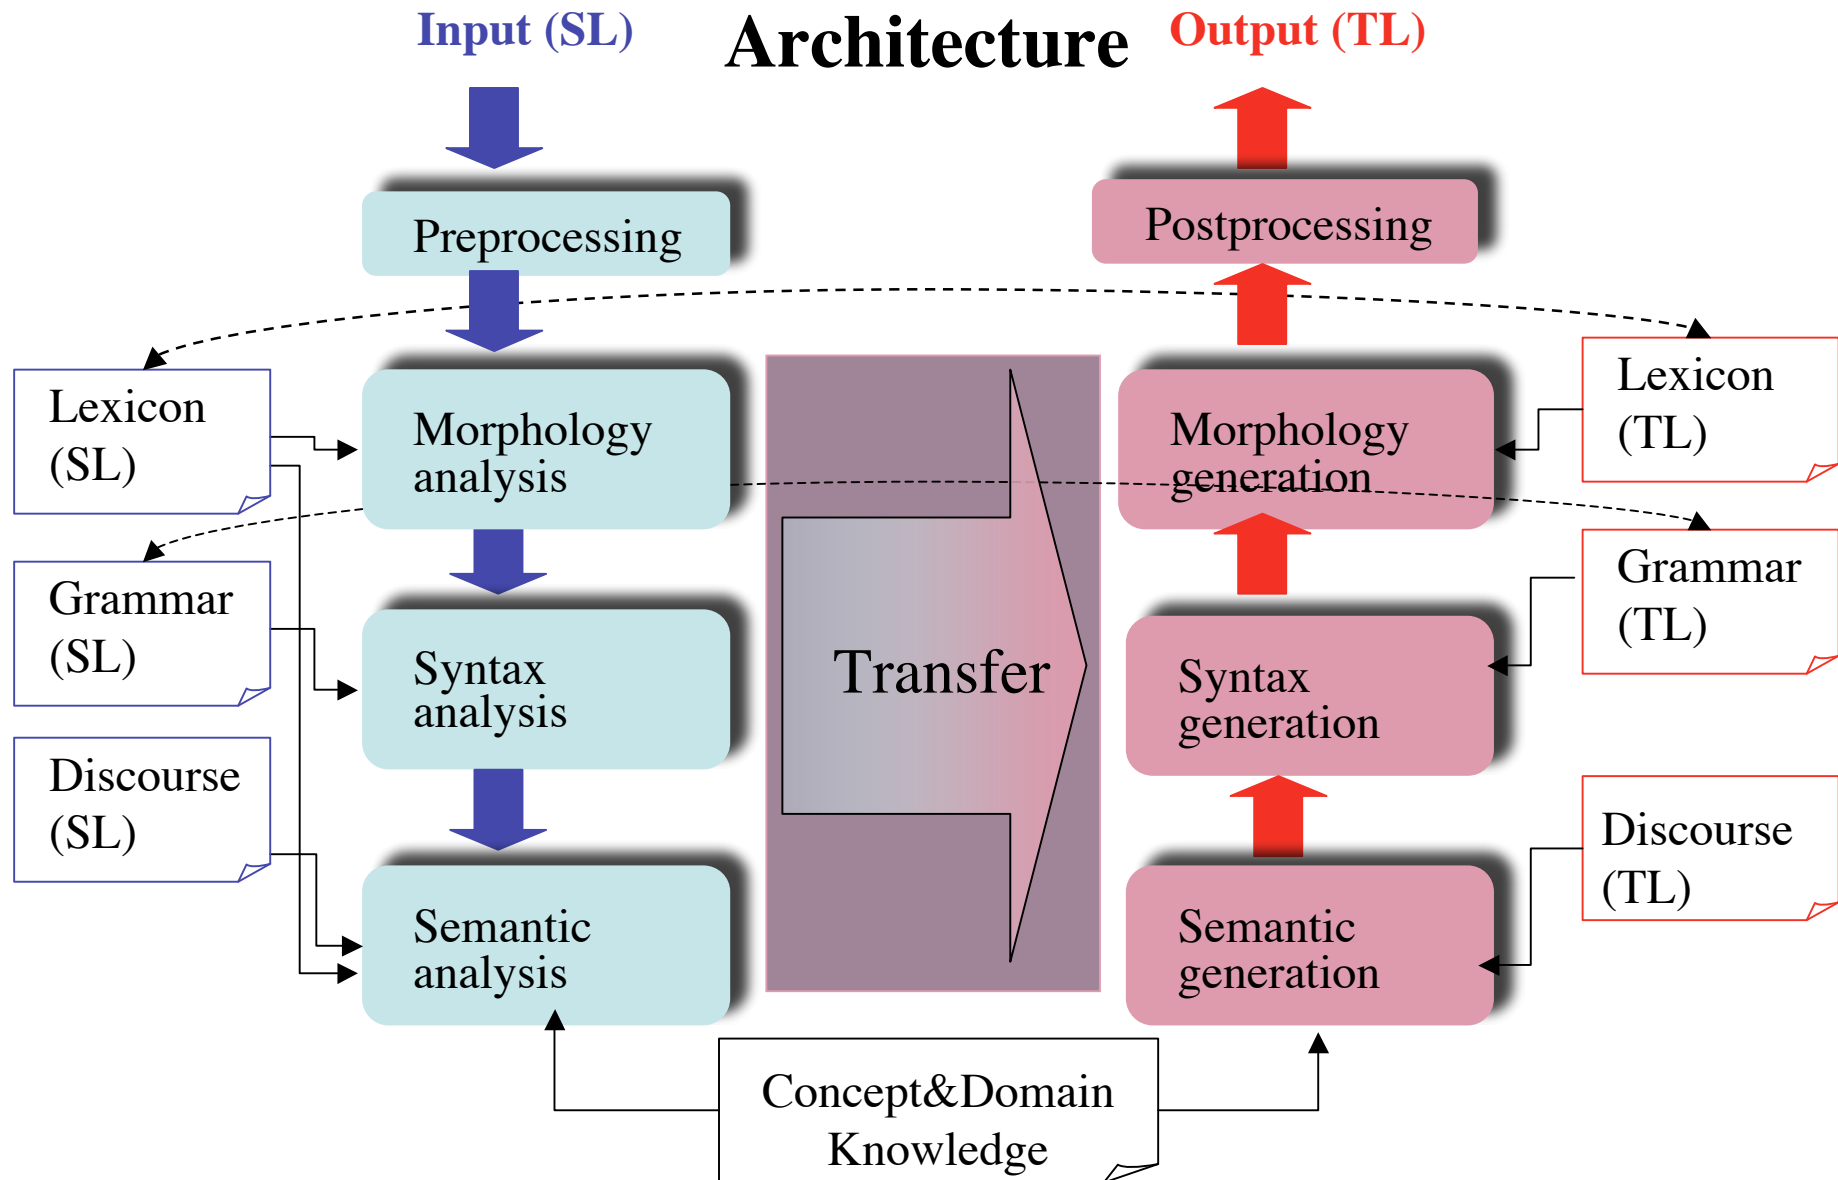 Input (SL)
Architecture
Output (TL)
Preprocessing
Postprocessing
Lexicon
(SL)
Morphology
analysis
Morphology
generation
Lexicon
(TL)
Grammar
(SL)
Syntax
analysis
Transfer
Syntax
generation
Grammar
(TL)
Discourse
(SL)
Semantic
analysis
Semantic
generation
Discourse
(TL)
Concept&Domain
Knowledge